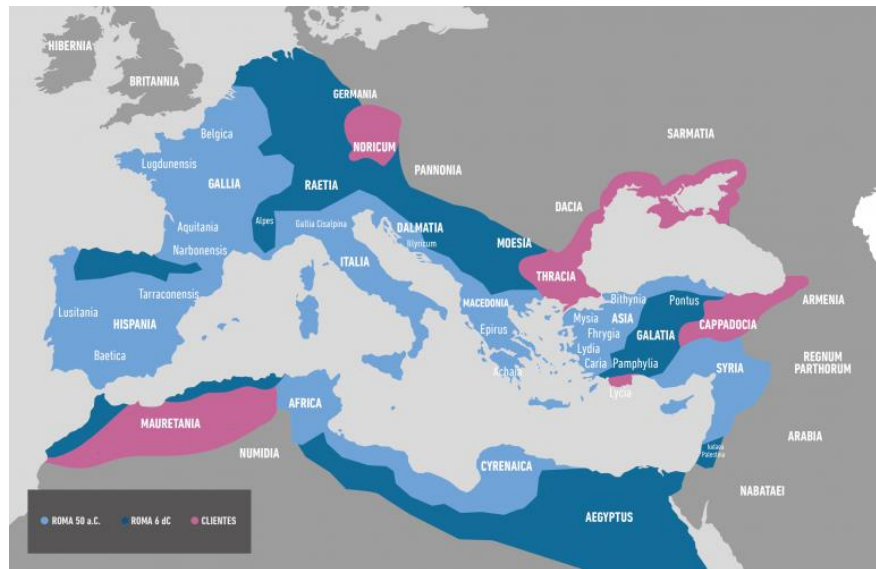 HIBERNIA
BRITANNIA
GERMANIA
Belgica
NORICUM
SARMATIA
Lugdunensis
PANNONIA
GALLIA
RAETIA
DACIA
Aquitania
Alpes
Gallia Cisalpina
DALMATIA
Illyricum
MOESIA
Narbonensis
ITALIA
THRACIA
Tarraconensis
Lusitania
HISPANIA
MACEDONIA
Bithynia
Pontus
ARMENIA
Mysia
ASIA
CAPPADOCIA
Epirus
Fhrygia
GALATIA
Baetica
Lydia
REGNUM
PARTHORUM
Achaia
Caria
Pamphylia
SYRIA
Lycia
AFRICA
MAURETANIA
ARABIA
NUMIDIA
Palestina
CYRENAICA
NABATAEI
AEGYPTUS
ROMA 50 a.C.
ROMA 6 dC
CLIENTES